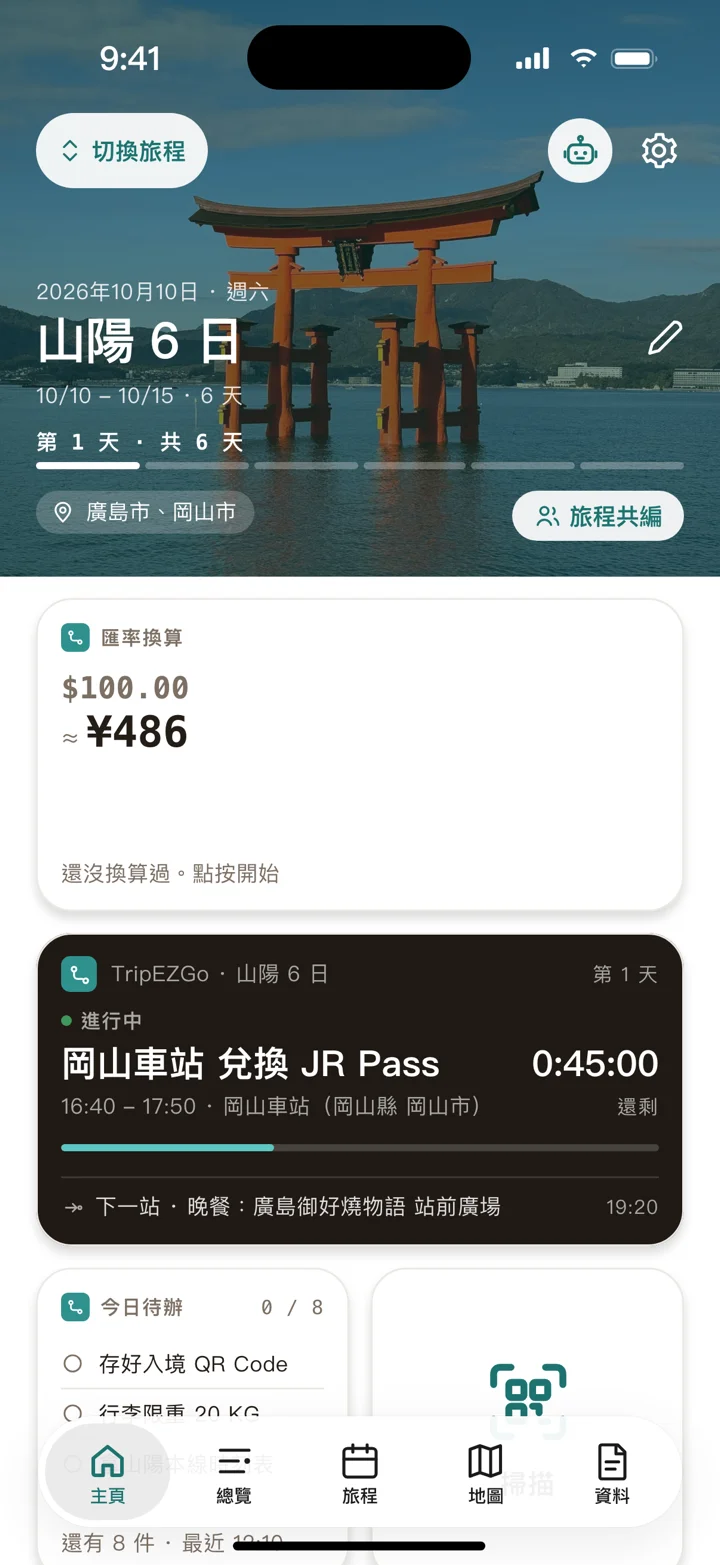 9:41
切換旅程
2026年10月10日 · 週六
山陽 6 日
10/10 – 10/15 · 6 天
第 1 天 · 共 6 天
廣島市、岡山市
旅程共編
匯率換算
$100.00
≈ ¥486
還沒換算過。點按開始
TripEZGo · 山陽 6 日
第 1 天
進行中
岡山車站 兌換 JR Pass
0:45:00
16:40 – 17:50 · 岡山車站（岡山縣 岡山市）
還剩
下一站 · 晚餐：廣島御好燒物語 站前廣場
19:20
今日待辦
0 / 8
存好入境 QR Code
行李限重 20 KG
掃描
主頁
總覽
旅程
地圖
資料
還有 8 件 · 最近 12:10